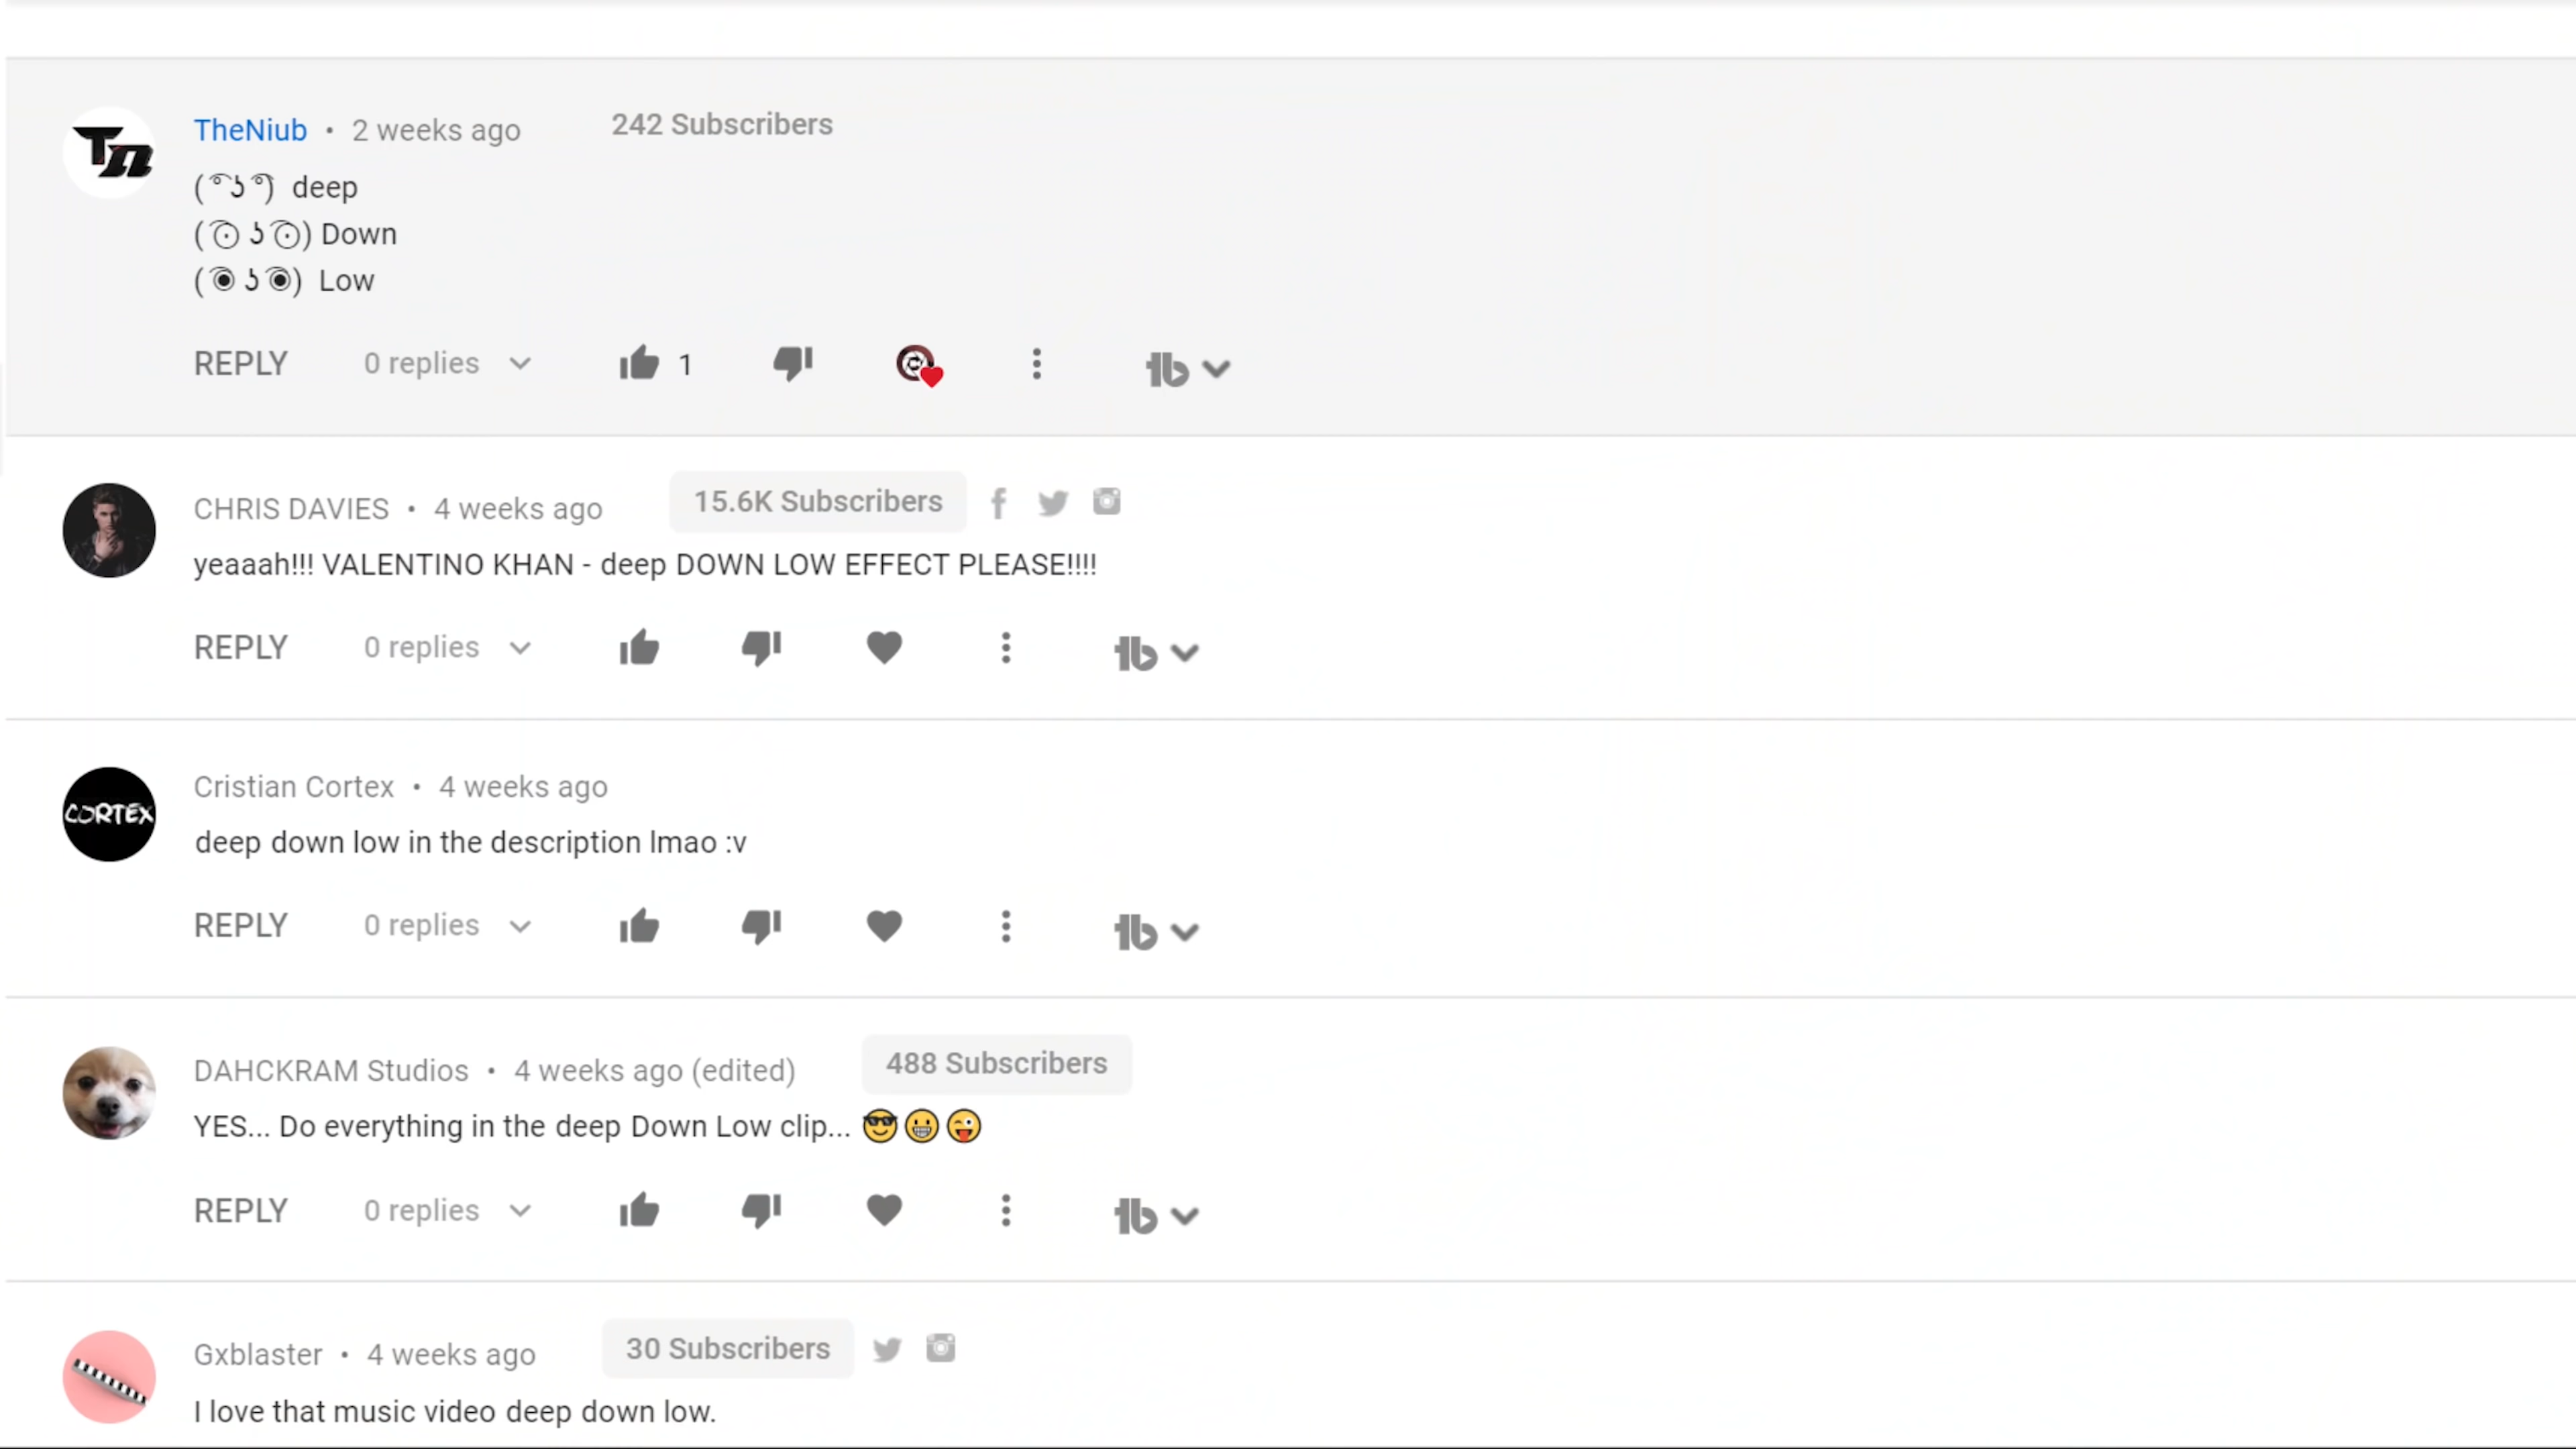 TheNiub • 2 weeks ago 242 Subscribers
( ͡° ʖ ͡°) deep
( ͡⊙ ʖ ͡⊙) Down
( ͡◉ ʖ ͡◉) Low
REPLY 0 replies 1
CHRIS DAVIES • 4 weeks ago 15.6K Subscribers
yeaaah!!! VALENTINO KHAN - deep DOWN LOW EFFECT PLEASE!!!!
REPLY 0 replies
Cristian Cortex • 4 weeks ago
CORTEX
deep down low in the description lmao :v
REPLY 0 replies
DAHCKRAM Studios • 4 weeks ago (edited) 488 Subscribers
YES... Do everything in the deep Down Low clip... 😎😀😜
REPLY 0 replies
Gxblaster • 4 weeks ago 30 Subscribers
I love that music video deep down low.